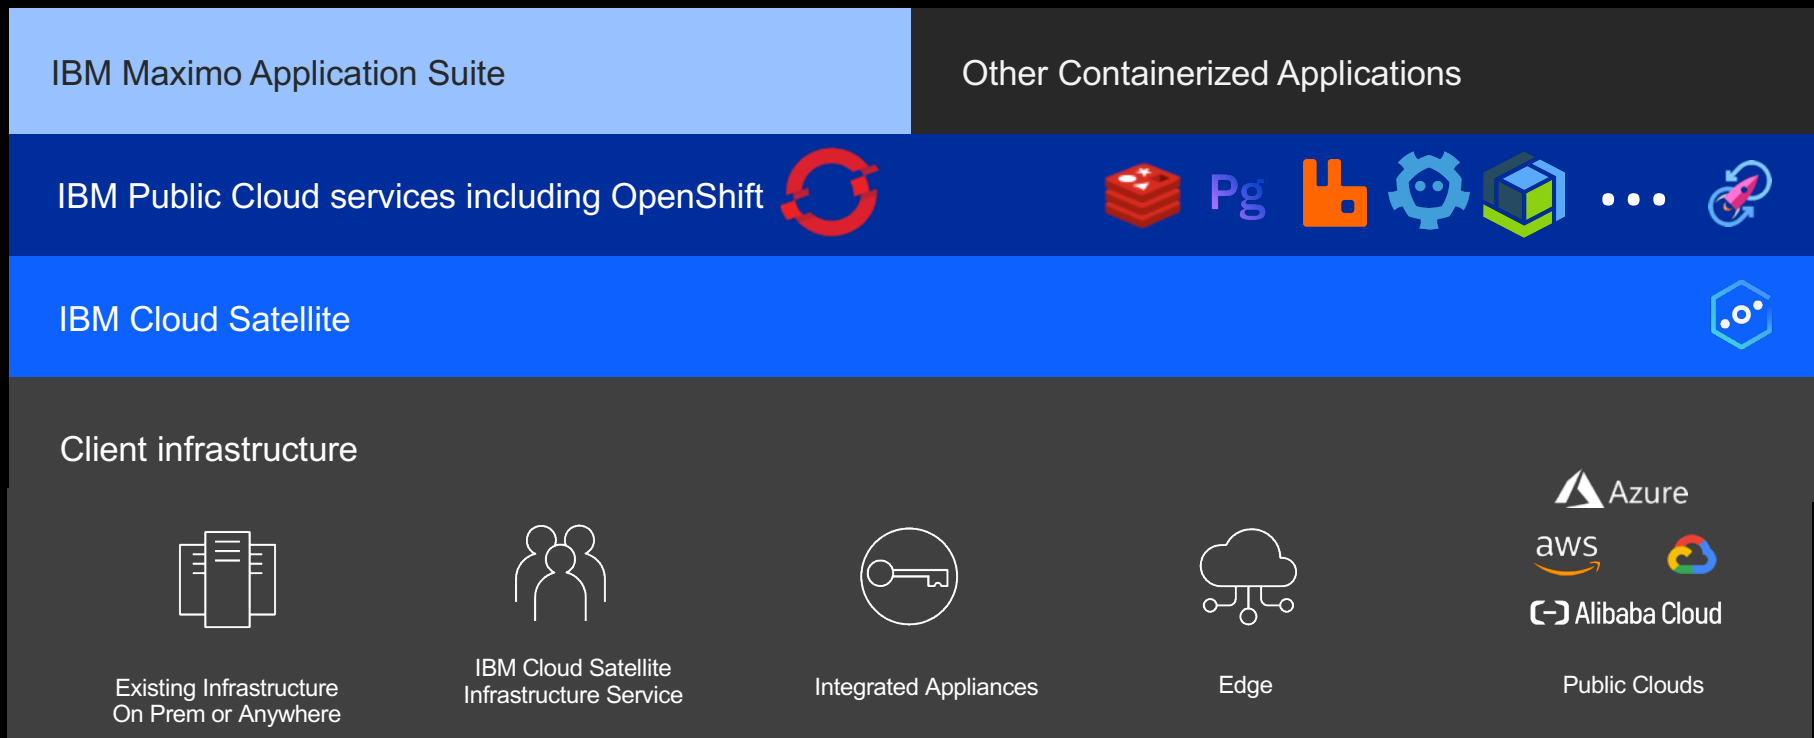 IBM Maximo Application Suite
Other Containerized Applications
IBM Public Cloud services including OpenShift
Pg
...
IBM Cloud Satellite
Client infrastructure
Azure
aws
Alibaba Cloud
Existing Infrastructure
On Prem or Anywhere
IBM Cloud Satellite
Infrastructure Service
Integrated Appliances
Edge
Public Clouds